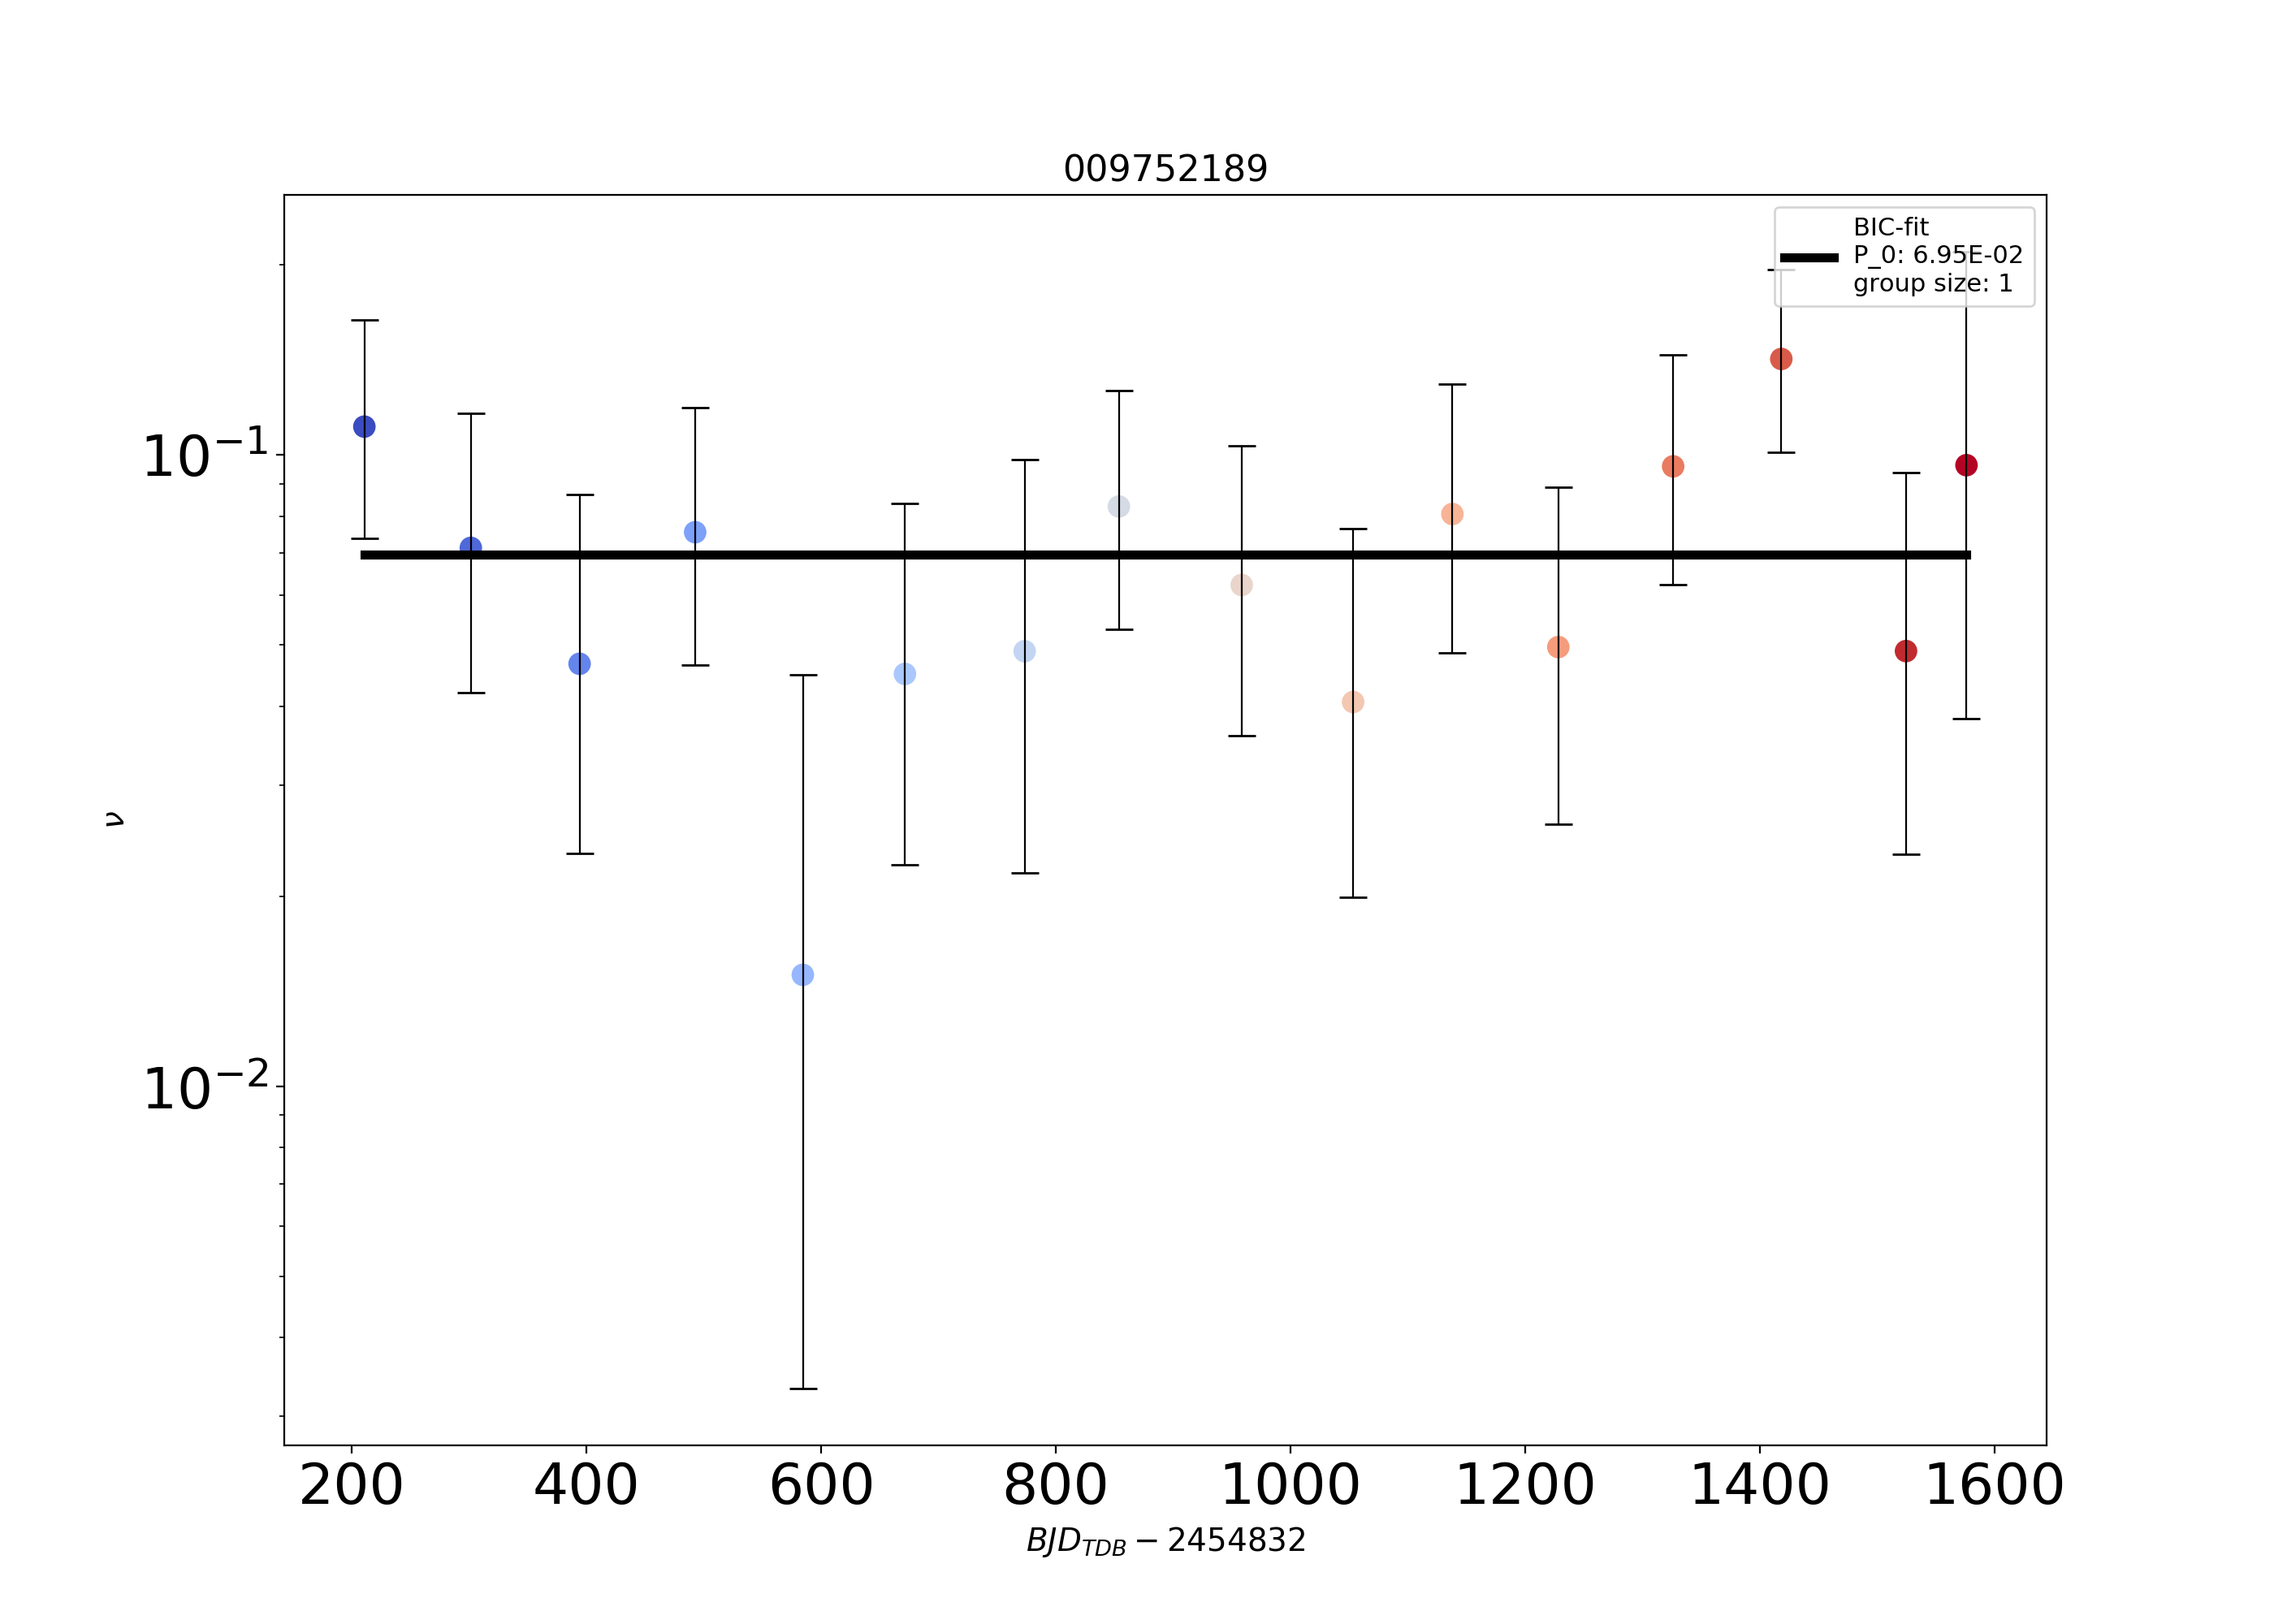 009752189
BIC-fit
P_0: 6.95E-02
group size: 1
10⁻¹
10⁻²
ν
200 400 600 800 1000 1200 1400 1600
BJD_TDB − 2454832